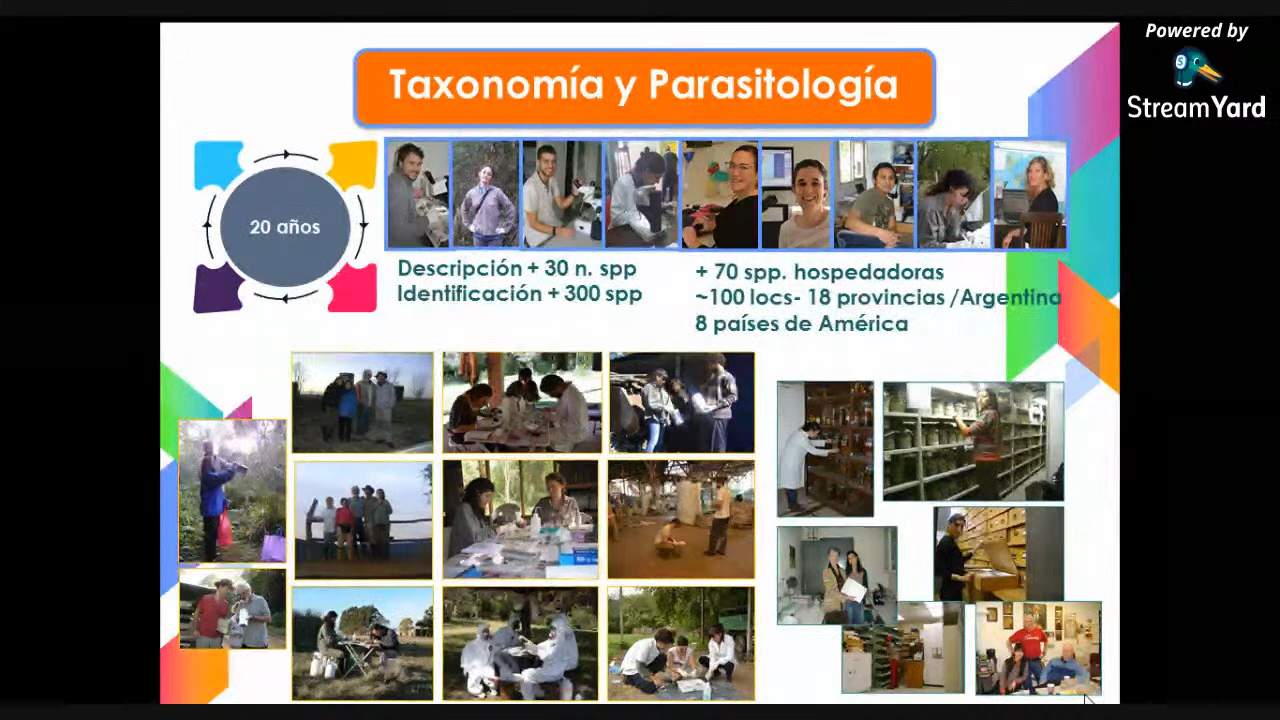 Powered by
StreamYard
Taxonomía y Parasitología
20 años
Descripción + 30 n. spp
Identificación + 300 spp
+ 70 spp. hospedadoras
~100 locs- 18 provincias /Argentina
8 países de América